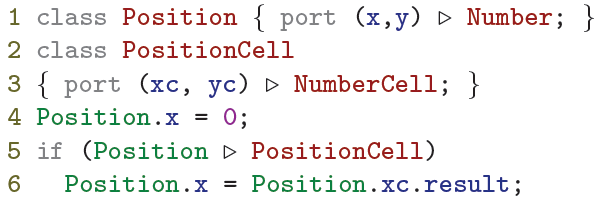 1 class Position { port (x,y) ▷ Number; }
2 class PositionCell
3 { port (xc, yc) ▷ NumberCell; }
4 Position.x = 0;
5 if (Position ▷ PositionCell)
6   Position.x = Position.xc.result;